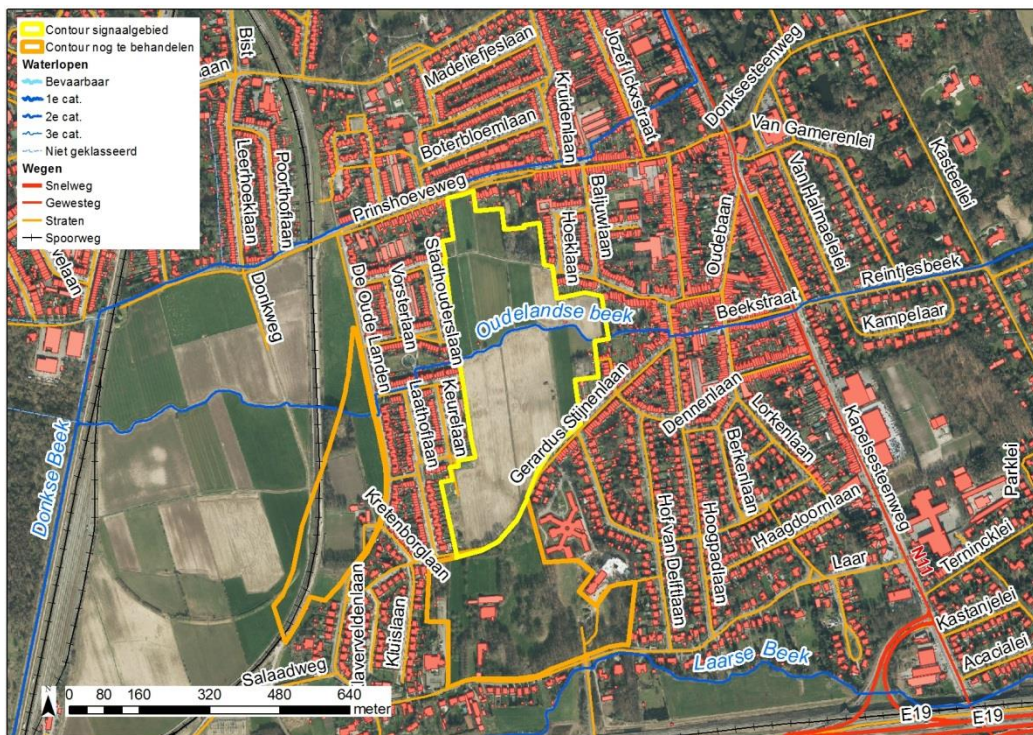 Contour signaalgebied
Contour nog te behandelen
Waterlopen
Bevaarbaar
1e cat.
2e cat.
3e cat.
Niet geklasseerd
Wegen
Snelweg
Gewesteg
Straten
Spoorweg
Bist
Leerhoeklaan
Poorthoflaan
Madeliefjeslaan
Boterbloemlaan
Kruidenlaan
Jozef Ickxstraat
Donksesteenweg
Van Gamerenlei
Kasteellei
Prinshoeveweg
Hoeklaan
Baljuwlaan
Oudebaan
Van Halmaelelei
Donkweg
De Oude Landen
Vorsterlaan
Stadhouderslaan
Oudelandse beek
Beekstraat
Reintjesbeek
Kampelaar
Donkse Beek
Laathoflaan
Keurelaan
Gerardus Stijnenlaan
Dennenlaan
Lorkenlaan
Berkenlaan
Kapelsesteenweg
Parklei
Krekenborglaan
Hof van Delftlaan
Hoogpadlaan
Haagdoornlaan
Laar
N11
Ternincklei
Kastanjelei
Acacialei
Kluislaan
Salaadweg
Laarse Beek
E19
E19
N
0 80 160 320 480 640
meter